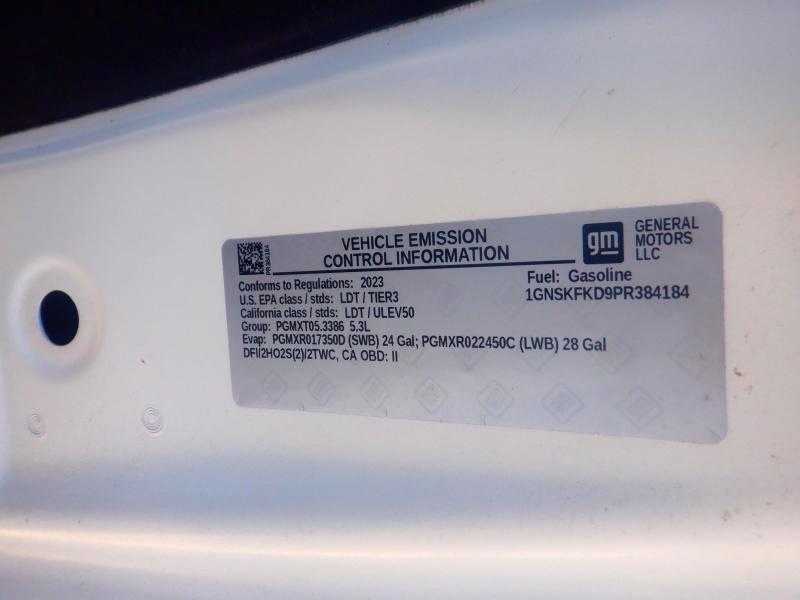 VEHICLE EMISSION
CONTROL INFORMATION
gm
GENERAL
MOTORS
LLC
PR384184
Conforms to Regulations: 2023
Fuel: Gasoline
U.S. EPA class / stds: LDT / TIER3
1GNSKFKD9PR384184
California class / stds: LDT / ULEV50
Group: PGMXT05.3386 5.3L
Evap: PGMXR017350D (SWB) 24 Gal; PGMXR022450C (LWB) 28 Gal
DFI/2HO2S(2)/2TWC, CA OBD: II